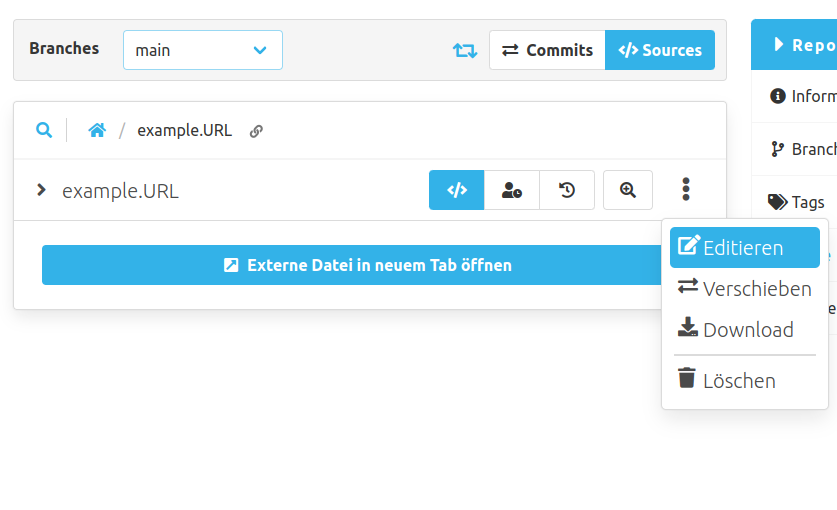 Branches
main
Commits
Sources
/ example.URL
example.URL
Externe Datei in neuem Tab öffnen
Editieren
Verschieben
Download
Löschen
Repo
Inform
Branch
Tags